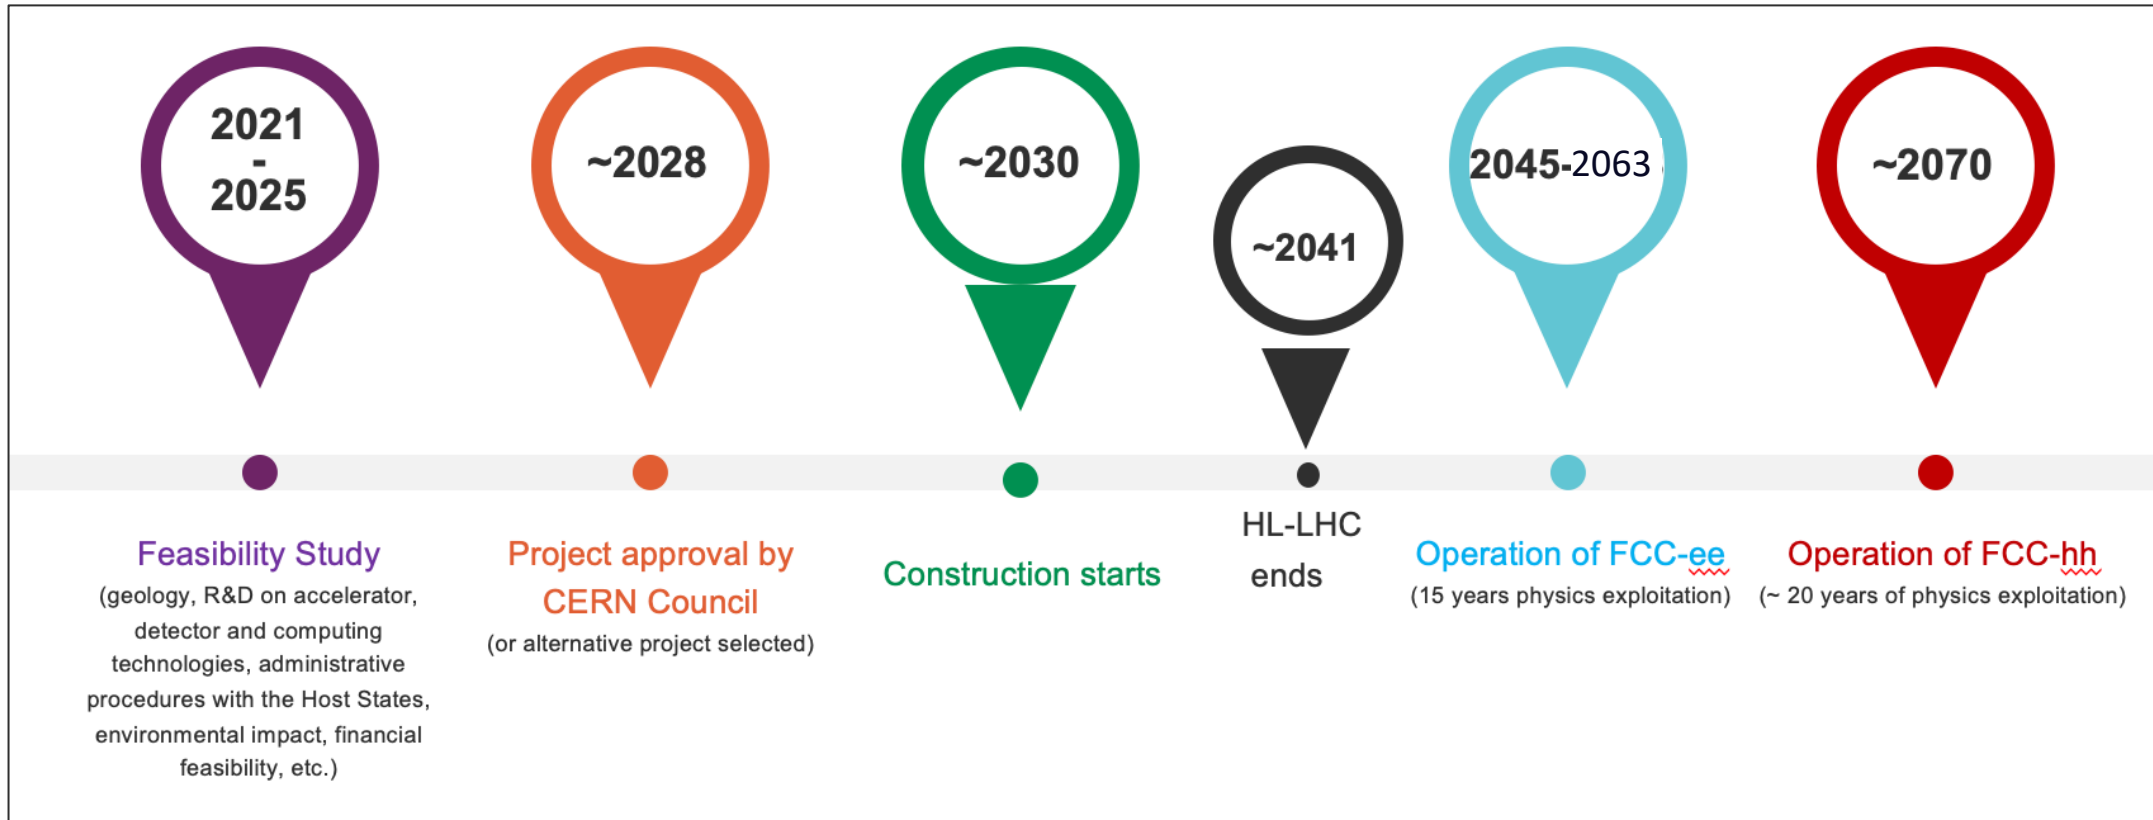 2021
-
2025
~2028
~2030
~2041
2045-2063
~2070
Feasibility Study
(geology, R&D on accelerator,
detector and computing
technologies, administrative
procedures with the Host States,
environmental impact, financial
feasibility, etc.)
Project approval by
CERN Council
(or alternative project selected)
Construction starts
HL-LHC
ends
Operation of FCC-ee
(15 years physics exploitation)
Operation of FCC-hh
(~ 20 years of physics exploitation)